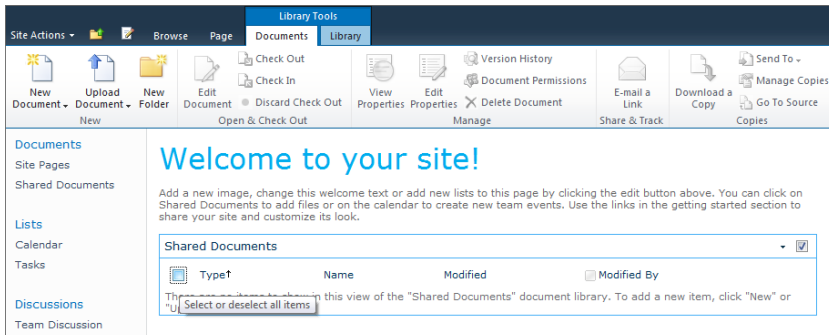 Library Tools
Site Actions Browse Page Documents Library
New Document
Upload Document
New Folder
New
Edit Document
Check Out
Check In
Discard Check Out
Open & Check Out
View Properties
Edit Properties
Version History
Document Permissions
Delete Document
Manage
E-mail a Link
Share & Track
Download a Copy
Send To
Manage Copies
Go To Source
Copies
Documents
Site Pages
Shared Documents
Lists
Calendar
Tasks
Discussions
Team Discussion
Welcome to your site!
Add a new image, change this welcome text or add new lists to this page by clicking the edit button above. You can click on
Shared Documents to add files or on the calendar to create new team events. Use the links in the getting started section to
share your site and customize its look.
Shared Documents
Type Name Modified Modified By
in this view of the "Shared Documents" document library. To add a new item, click "New" or
Select or deselect all items